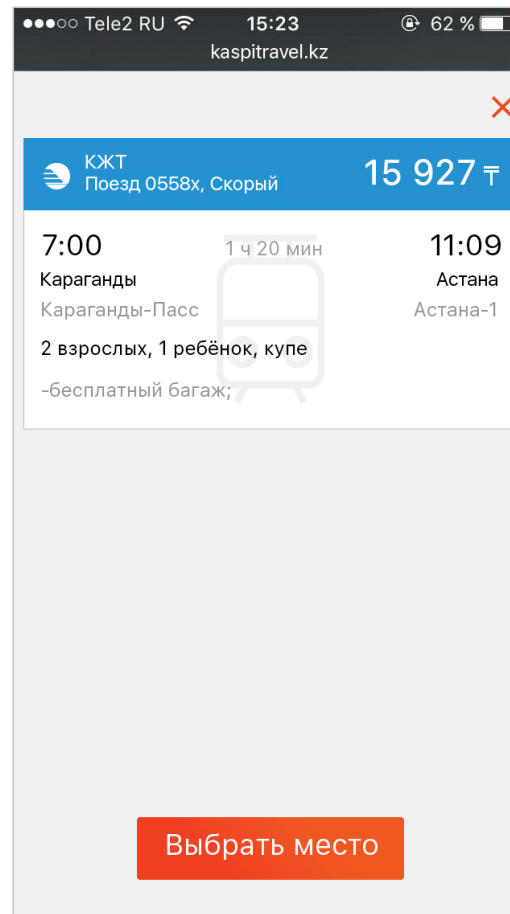 Tele2 RU 15:23 62 %
kaspitravel.kz
КЖТ
Поезд 0558х, Скорый
15 927 ₸
7:00 1 ч 20 мин 11:09
Караганды Астана
Караганды-Пасс Астана-1
2 взрослых, 1 ребёнок, купе
-бесплатный багаж;
Выбрать место